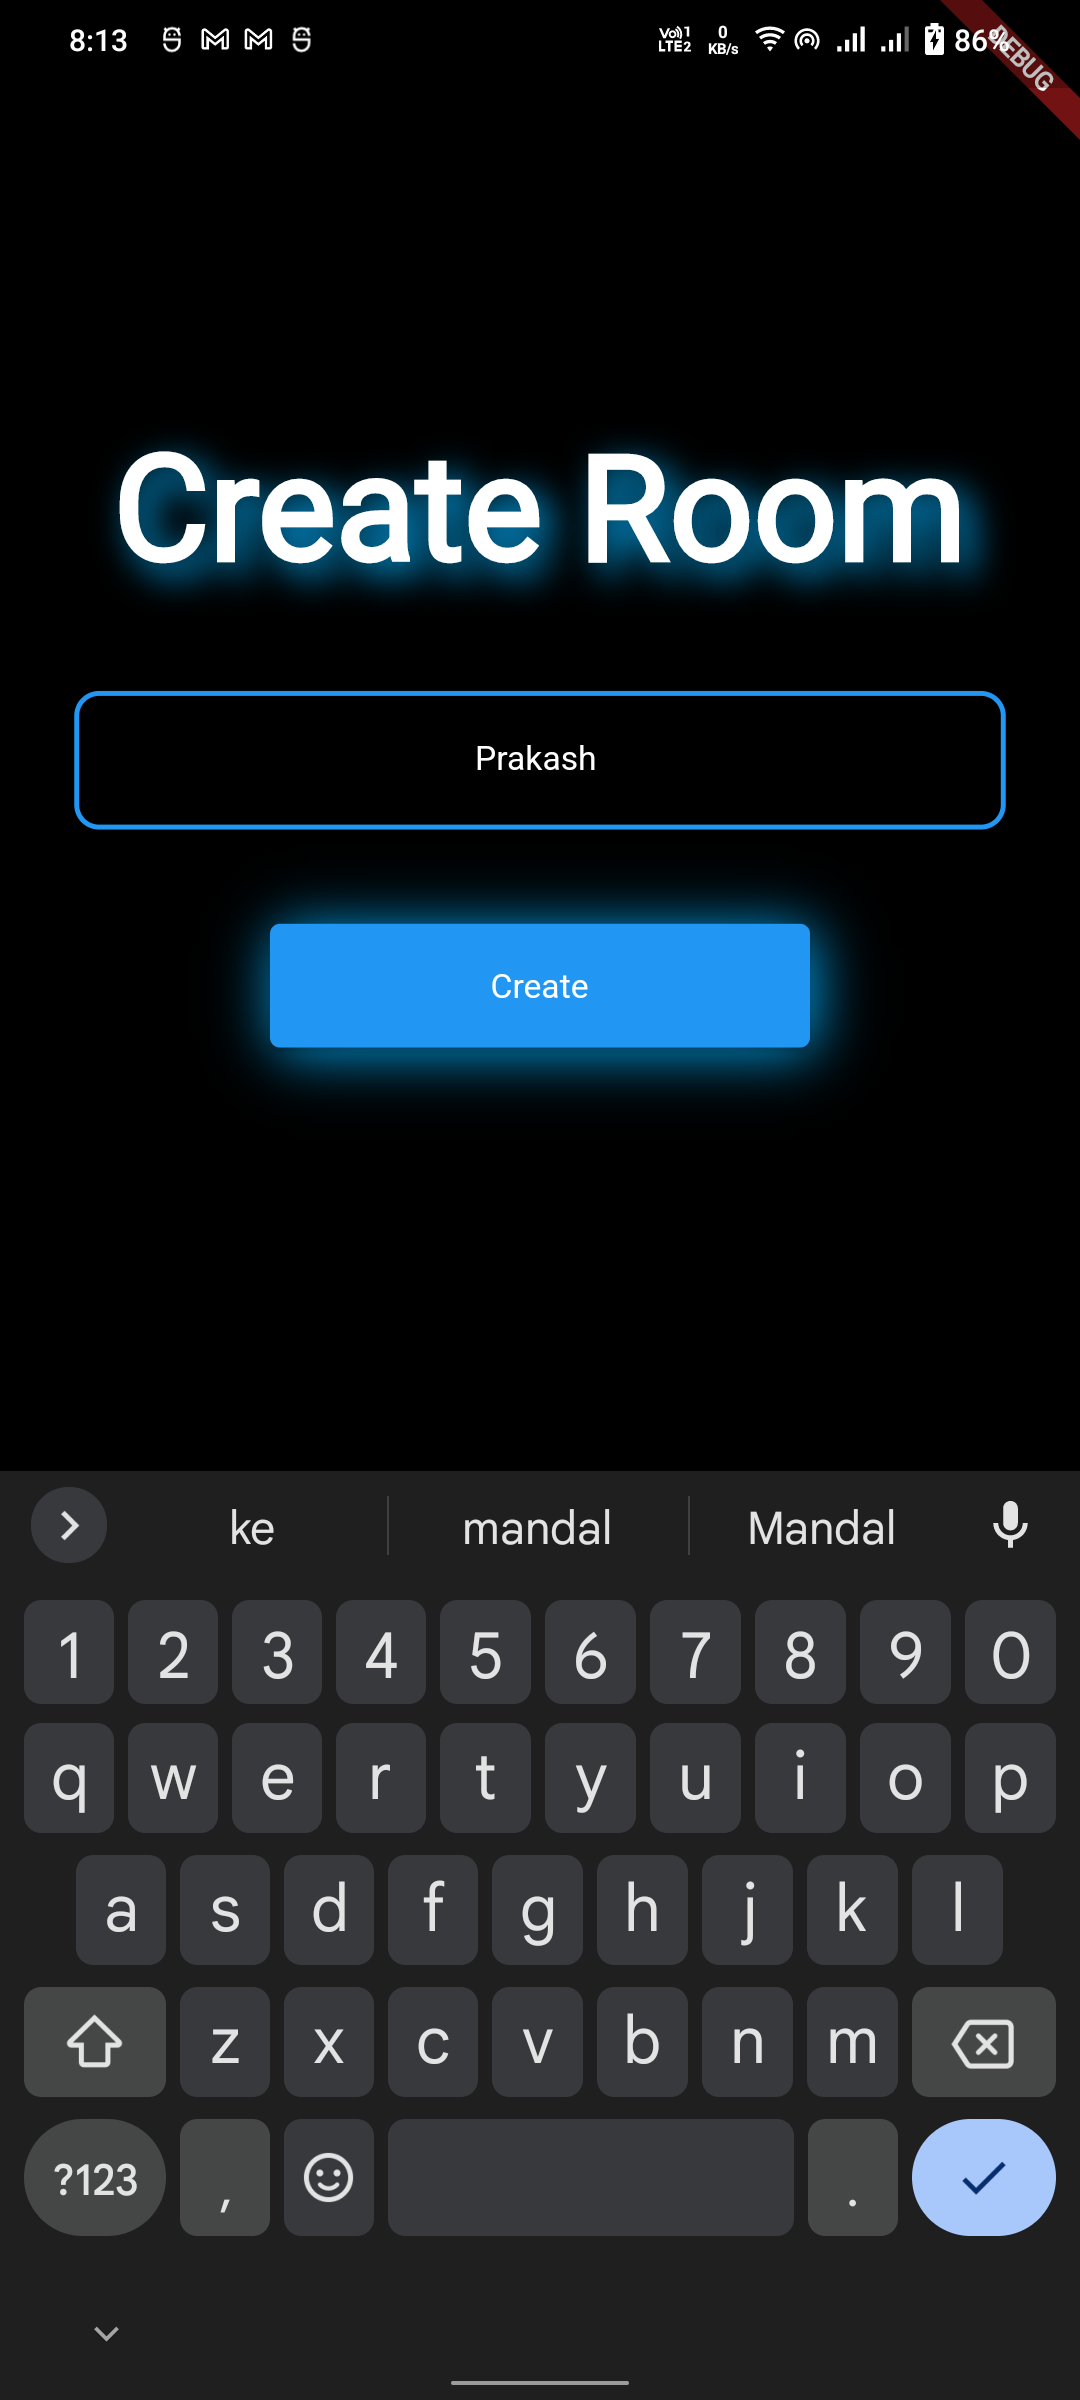 8:13 Vo))1 LTE2 0 KB/s 86%
DEBUG
Create Room
Prakash
Create
ke mandal Mandal
1 2 3 4 5 6 7 8 9 0
q w e r t y u i o p
a s d f g h j k l
z x c v b n m
?123 , .